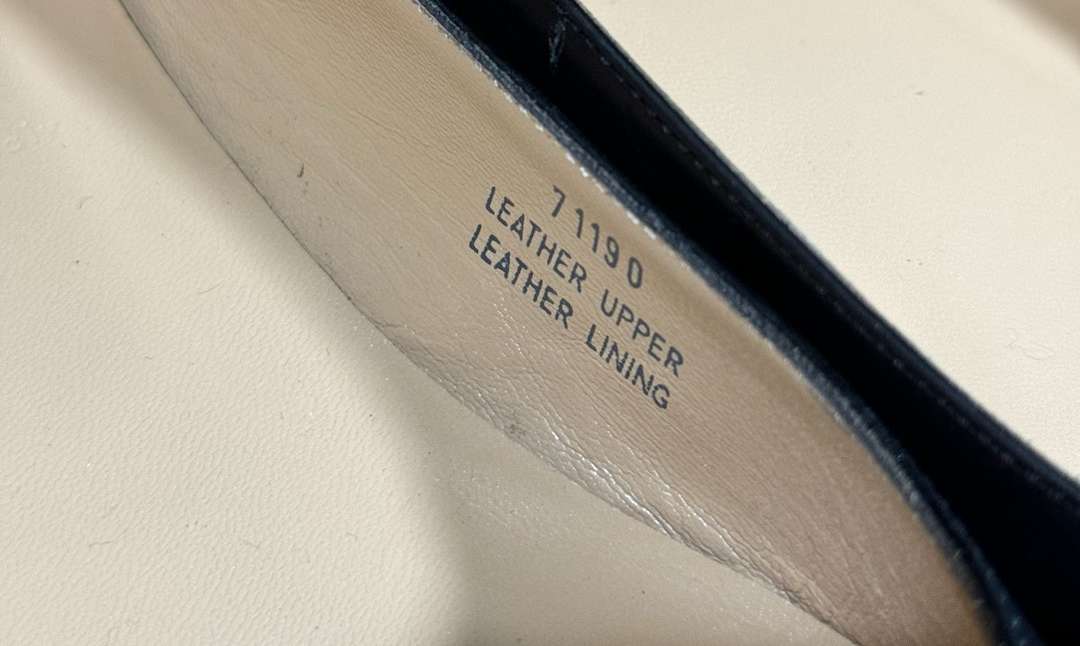 71190
LEATHER UPPER
LEATHER LINING